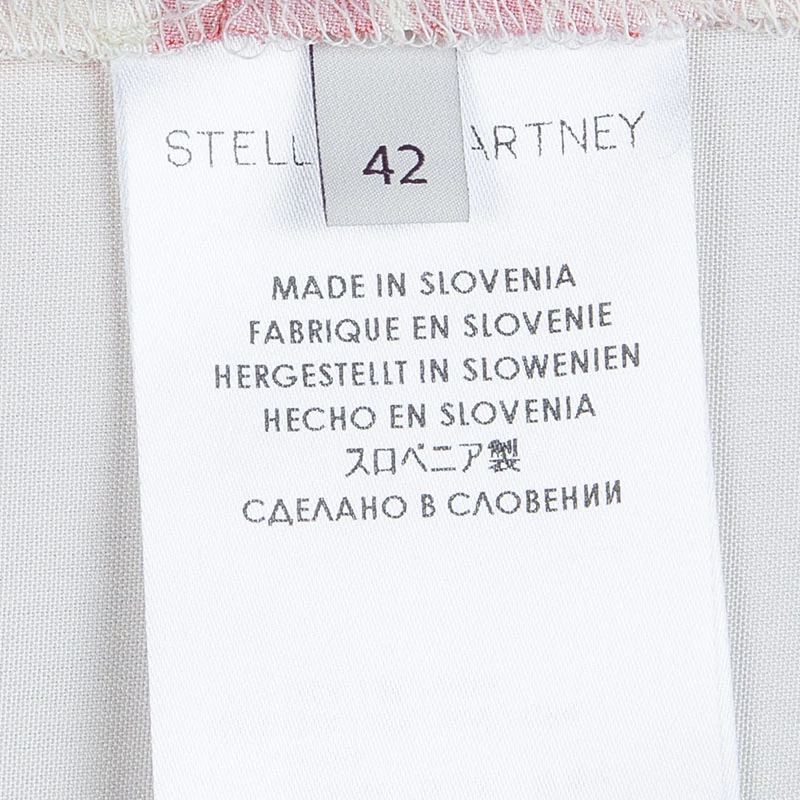 STELL ARTNEY
42
MADE IN SLOVENIA
FABRIQUE EN SLOVENIE
HERGESTELLT IN SLOWENIEN
HECHO EN SLOVENIA
スロベニア製
СДЕЛАНО В СЛОВЕНИИ